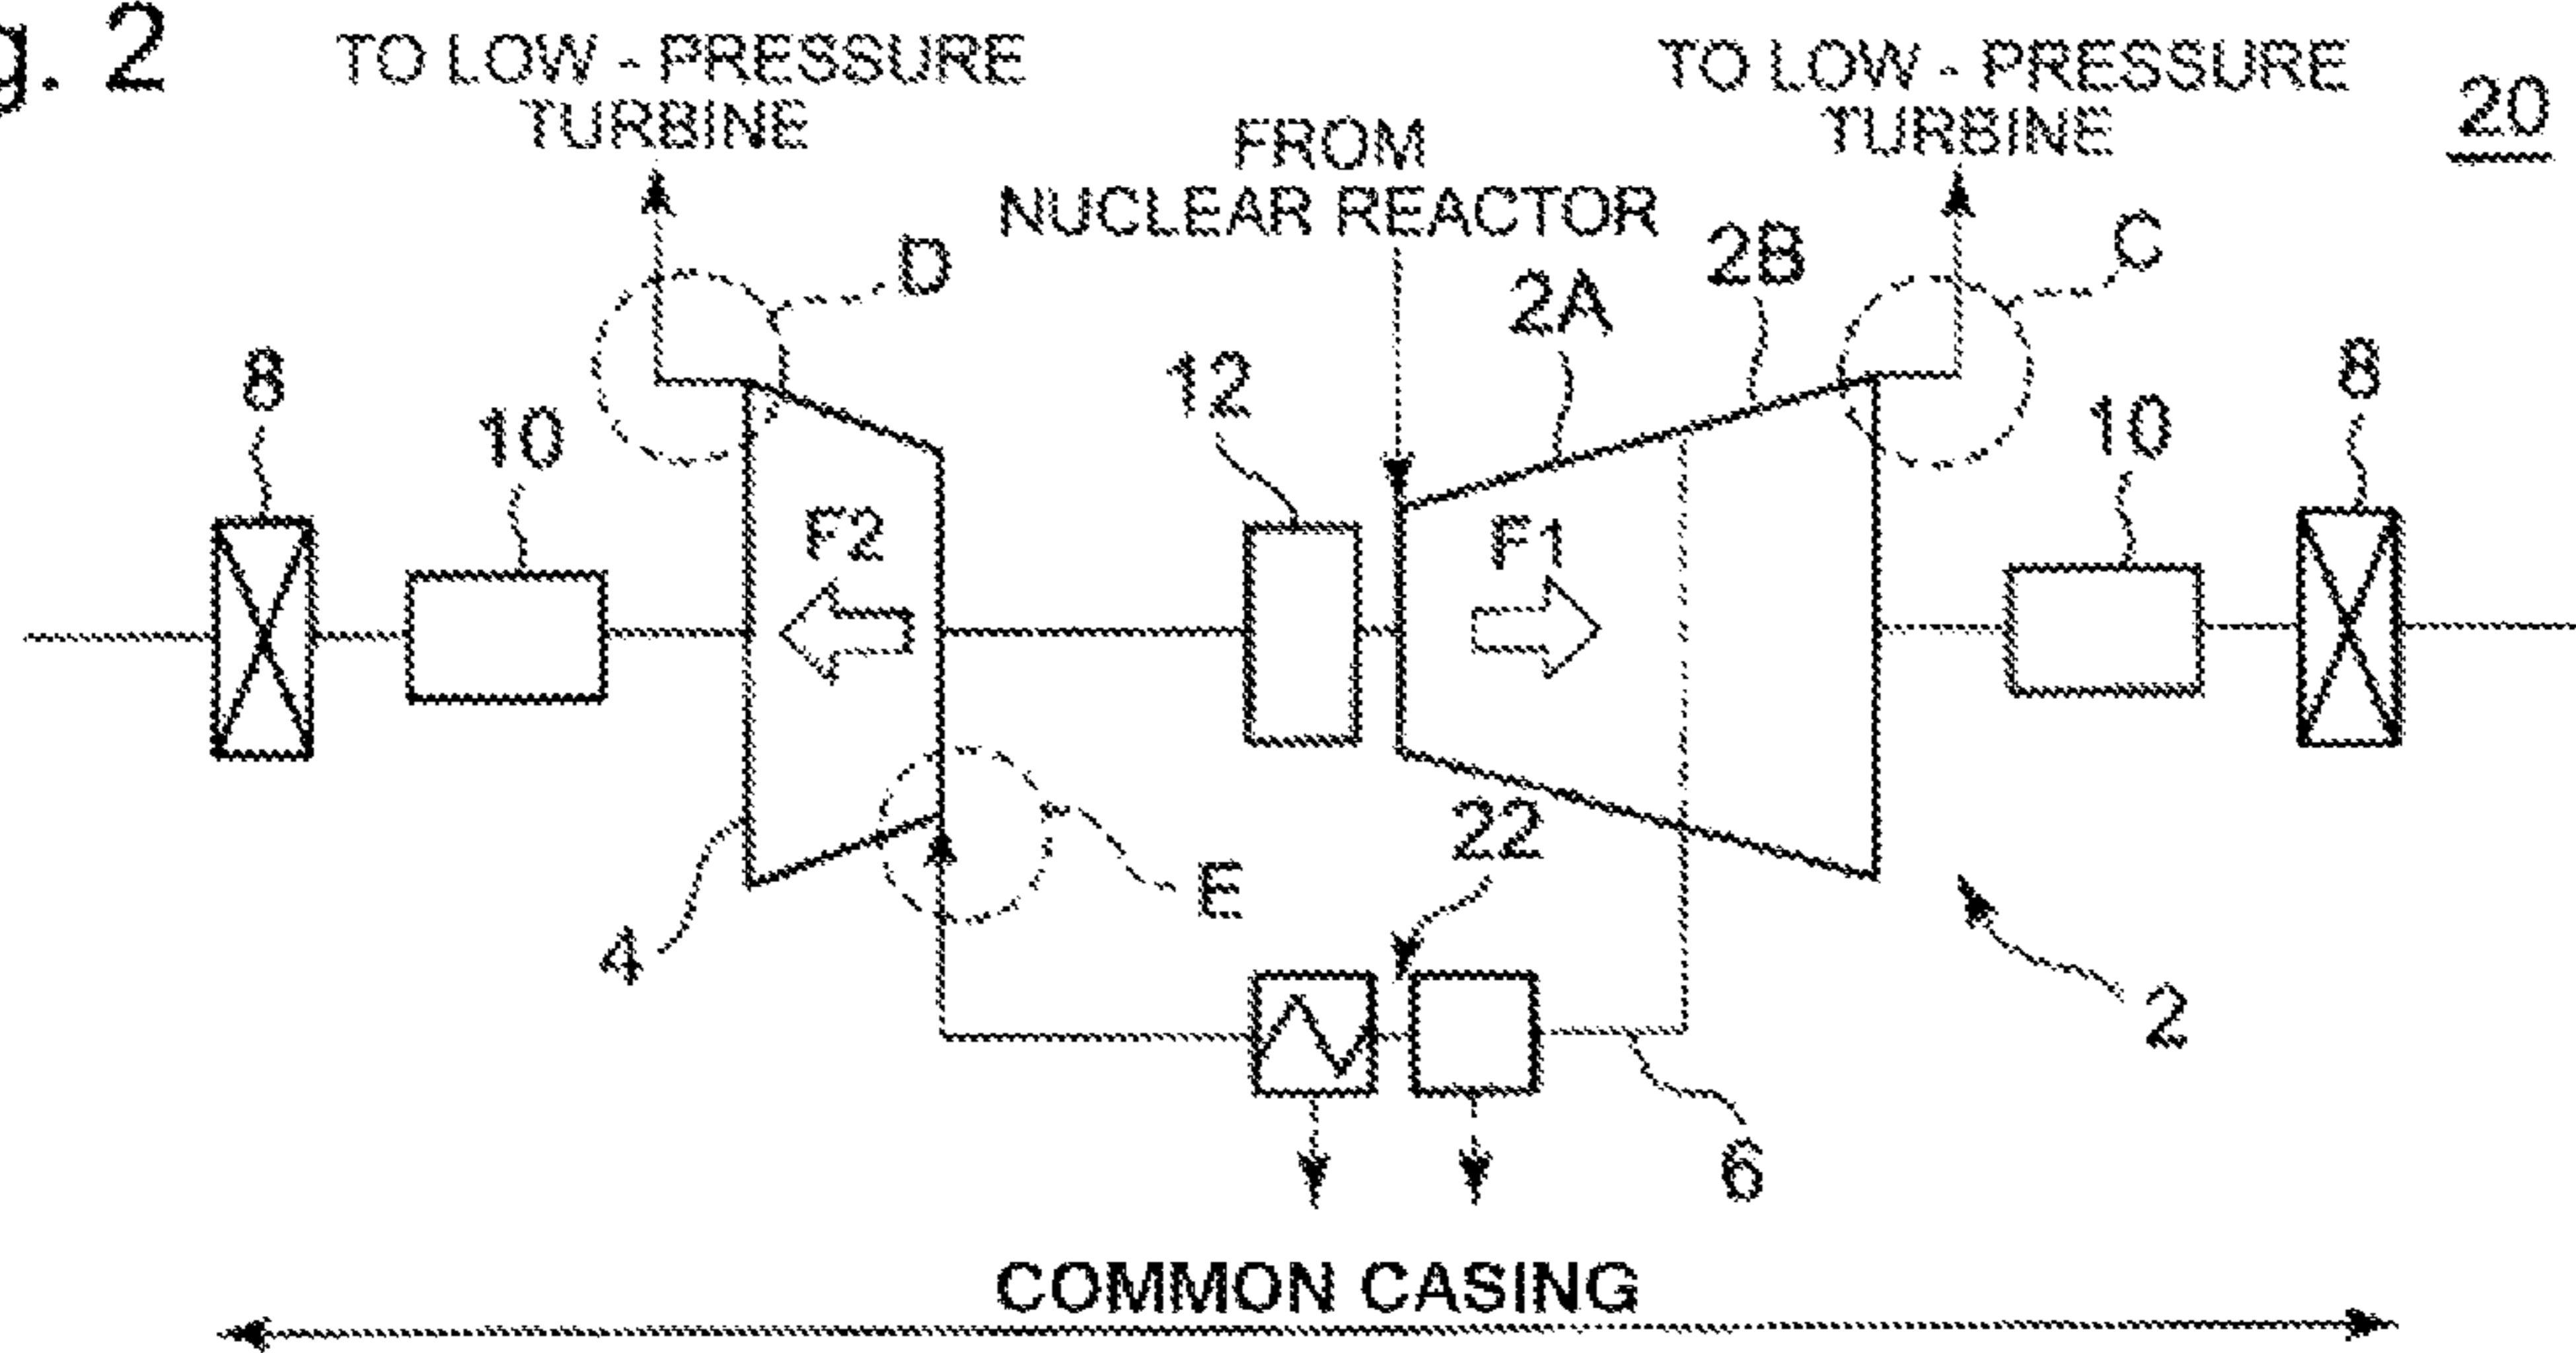 g. 2
TO LOW - PRESSURE
TURBINE
TO LOW - PRESSURE
TURBINE
20
FROM
NUCLEAR REACTOR
D
2A
2B
C
8
10
12
10
8
F2
F1
22
4
E
2
6
COMMON CASING